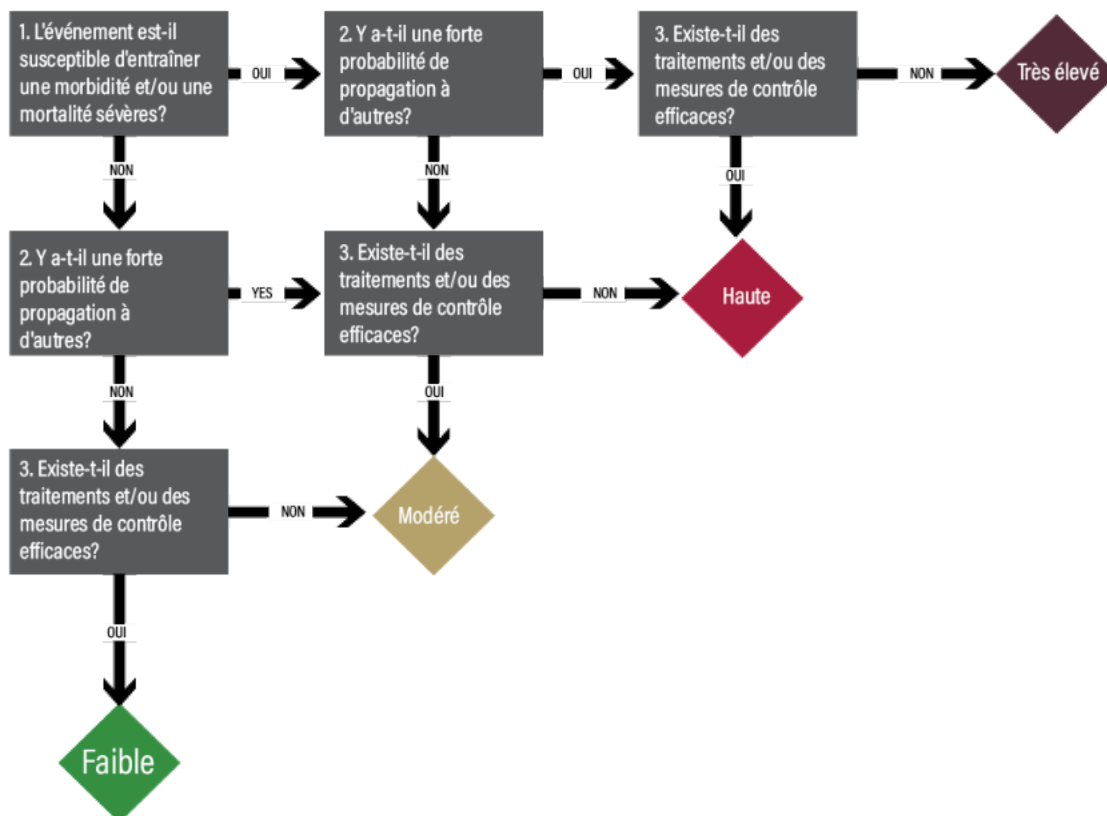 1. L'événement est-il
susceptible d'entraîner
une morbidité et/ou une
mortalité sévères?
OUI
2. Y a-t-il une forte
probabilité de
propagation à
d'autres?
OUI
3. Existe-t-il des
traitements et/ou des
mesures de contrôle
efficaces?
NON
Très élevé
NON
NON
OUI
2. Y a-t-il une forte
probabilité de
propagation à
d'autres?
YES
3. Existe-t-il des
traitements et/ou des
mesures de contrôle
efficaces?
NON
Haute
NON
OUI
3. Existe-t-il des
traitements et/ou des
mesures de contrôle
efficaces?
NON
Modéré
OUI
Faible